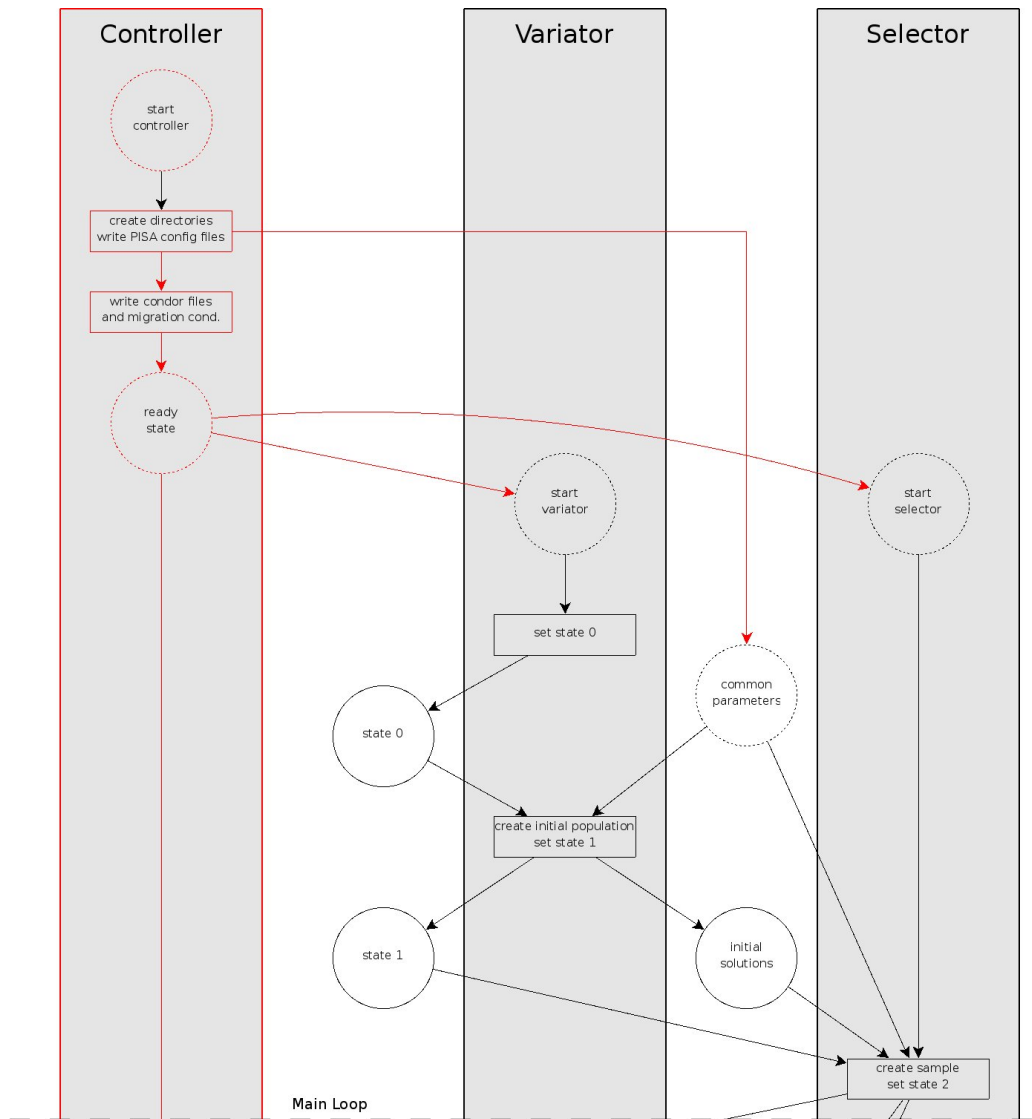 Controller
Variator
Selector
start
controller
create directories
write PISA config files
write condor files
and migration cond.
ready
state
start
variator
start
selector
set state 0
common
parameters
state 0
create initial population
set state 1
state 1
initial
solutions
create sample
set state 2
Main Loop